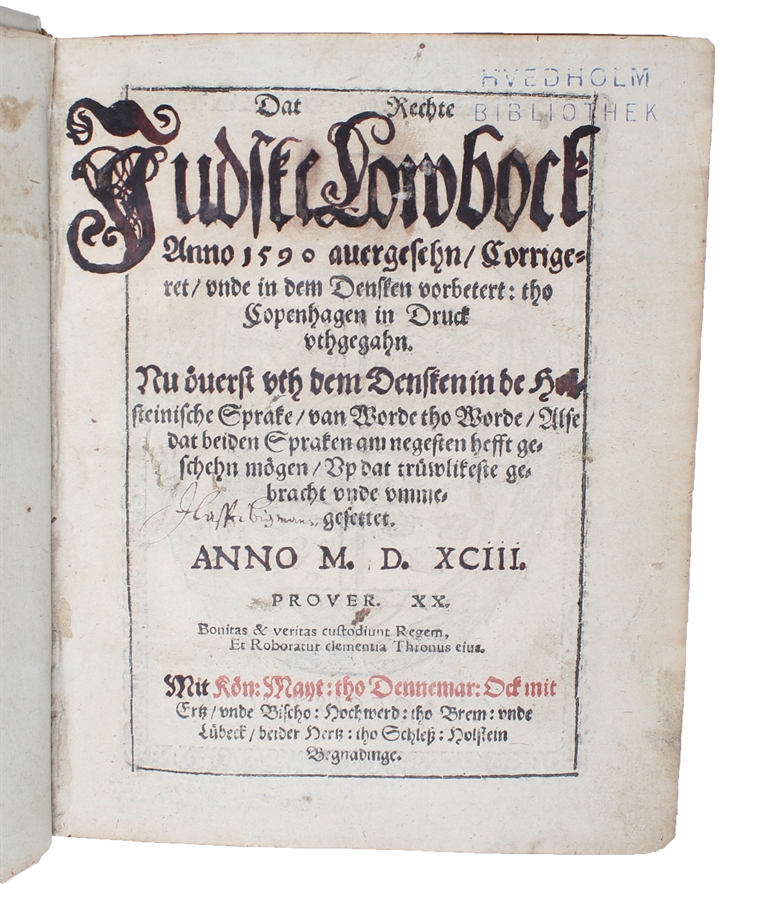 HVEDHOLM
BIBLIOTHEK
Dat Rechte
Judske Lowbock
Anno 1590 auergesehn/ Corrige-
ret/ vnde in dem Densken vorbetert: tho
Copenhagen in Druck
vthgegahn.
Nu öuerst vth dem Densken in de Hol-
steinische Sprake/ van Worde tho Worde/ Alse
dat beiden Spraken am negesten hefft ge-
schehn mögen/ Vp dat trüwlikeste ge-
bracht vnde vmme-
gesettet.
ANNO M. D. XCIII.
PROVER. XX.
Bonitas & veritas custodiunt Regem,
Et Roboratur clementia Thronus eius.
Mit Kön: Mayt: tho Dennemar: Ock mit
Ertz/ vnde Bischo: Hochwerd: tho Brem: vnde
Lübeck/ beider Hertz: tho Schleß: Holstein
Begnadinge.